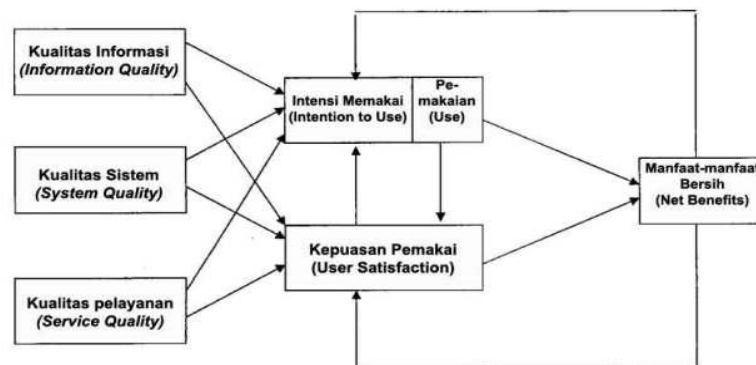 Kualitas Informasi
(Information Quality)
Kualitas Sistem
(System Quality)
Kualitas pelayanan
(Service Quality)
Intensi Memakai
(Intention to Use)
Pe-
makaian
(Use)
Kepuasan Pemakai
(User Satisfaction)
Manfaat-manfaat
Bersih
(Net Benefits)